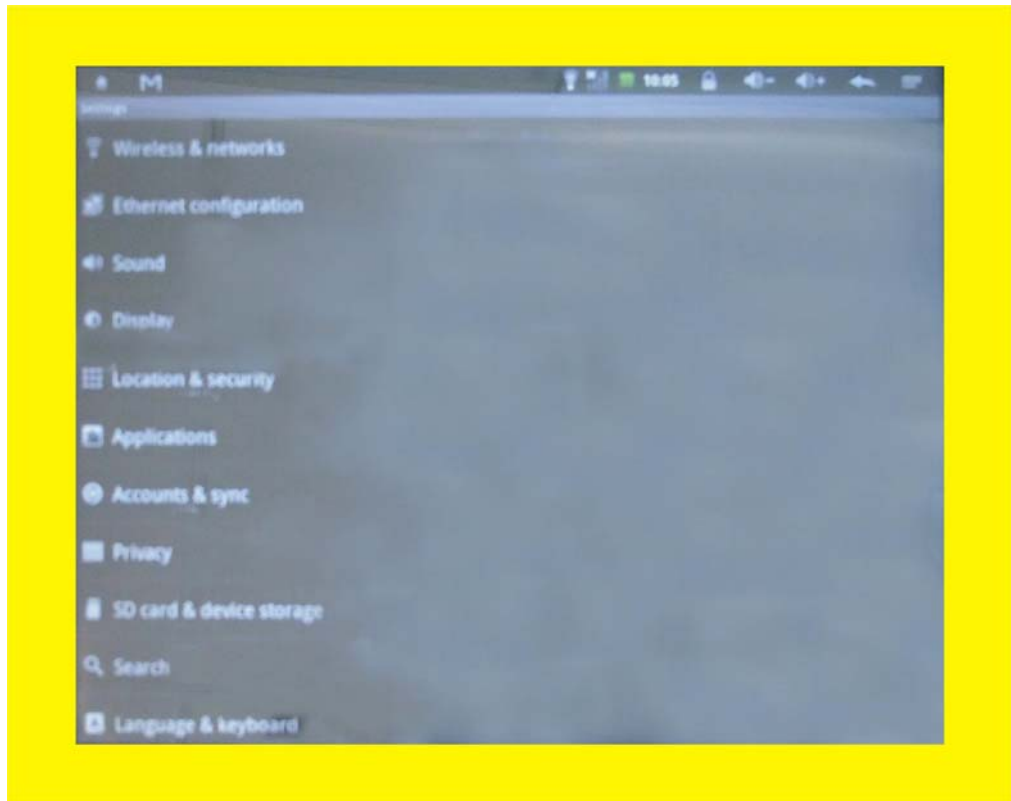 10:05
Settings
Wireless & networks
Ethernet configuration
Sound
Display
Location & security
Applications
Accounts & sync
Privacy
SD card & device storage
Search
Language & keyboard